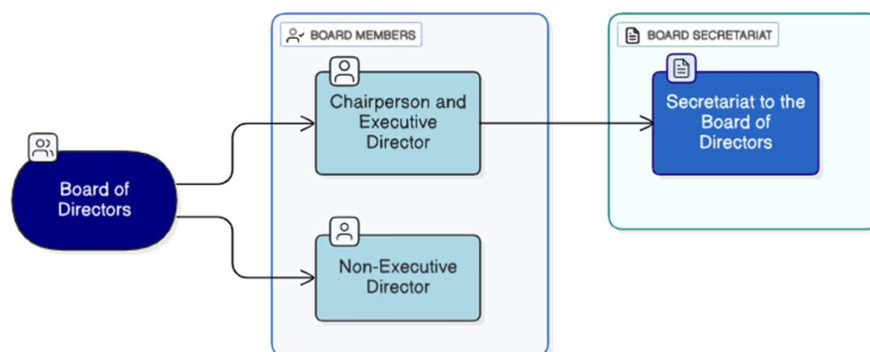 BOARD MEMBERS
BOARD SECRETARIAT
Chairperson and
Executive
Director
Secretariat to the
Board of
Directors
Board of
Directors
Non-Executive
Director